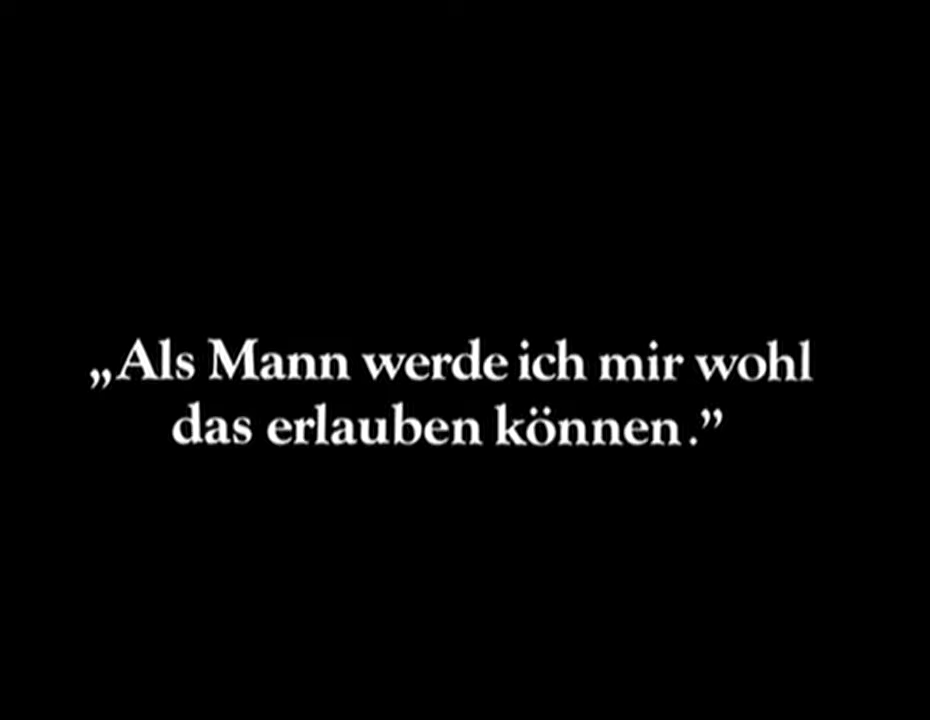 „Als Mann werde ich mir wohl
das erlauben können.”